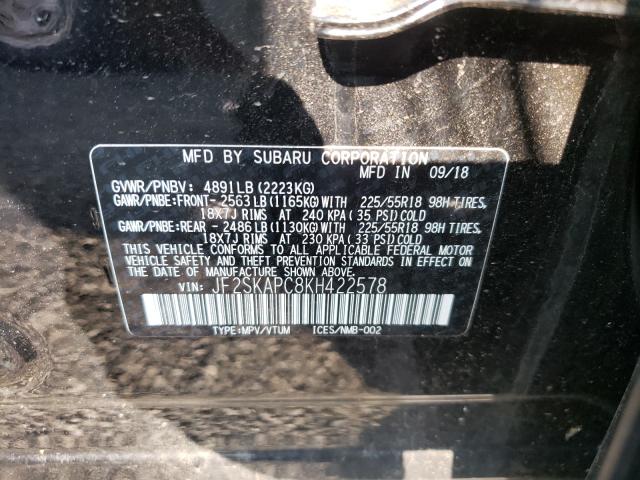 MFD BY SUBARU CORPORATION
MFD IN 09/18
GVWR/PNBV: 4891LB (2223KG)
GAWR/PNBE:FRONT- 2563LB (1165KG) WITH 225/55R18 98H TIRES,
18X7J RIMS AT 240 KPA (35 PSI) COLD
GAWR/PNBE:REAR - 2486LB (1130KG) WITH 225/55R18 98H TIRES,
18X7J RIMS AT 230 KPA (33 PSI) COLD
THIS VEHICLE CONFORMS TO ALL APPLICABLE FEDERAL MOTOR
VEHICLE SAFETY AND THEFT PREVENTION STANDARDS IN EFFECT ON
THE DATE OF MANUFACTURE SHOWN ABOVE.
VIN: JF2SKAPC8KH422578
TYPE:MPV/VTUM ICES/NMB-002